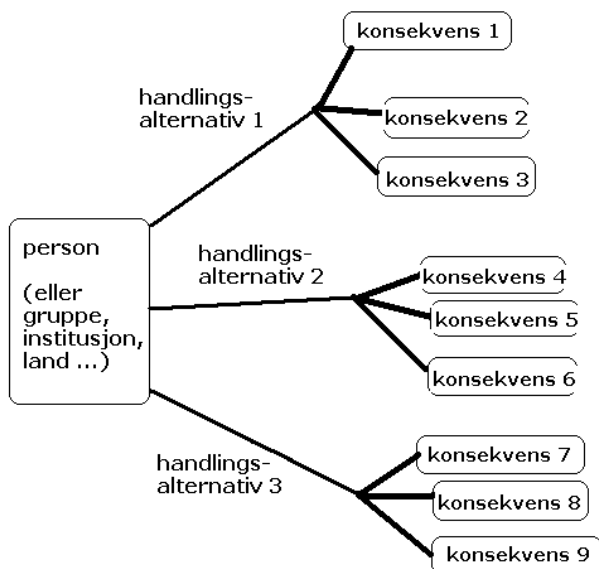 konsekvens 1
handlings-
alternativ 1
konsekvens 2
konsekvens 3
person
(eller
gruppe,
institusjon,
land ...)
handlings-
alternativ 2
konsekvens 4
konsekvens 5
konsekvens 6
handlings-
alternativ 3
konsekvens 7
konsekvens 8
konsekvens 9